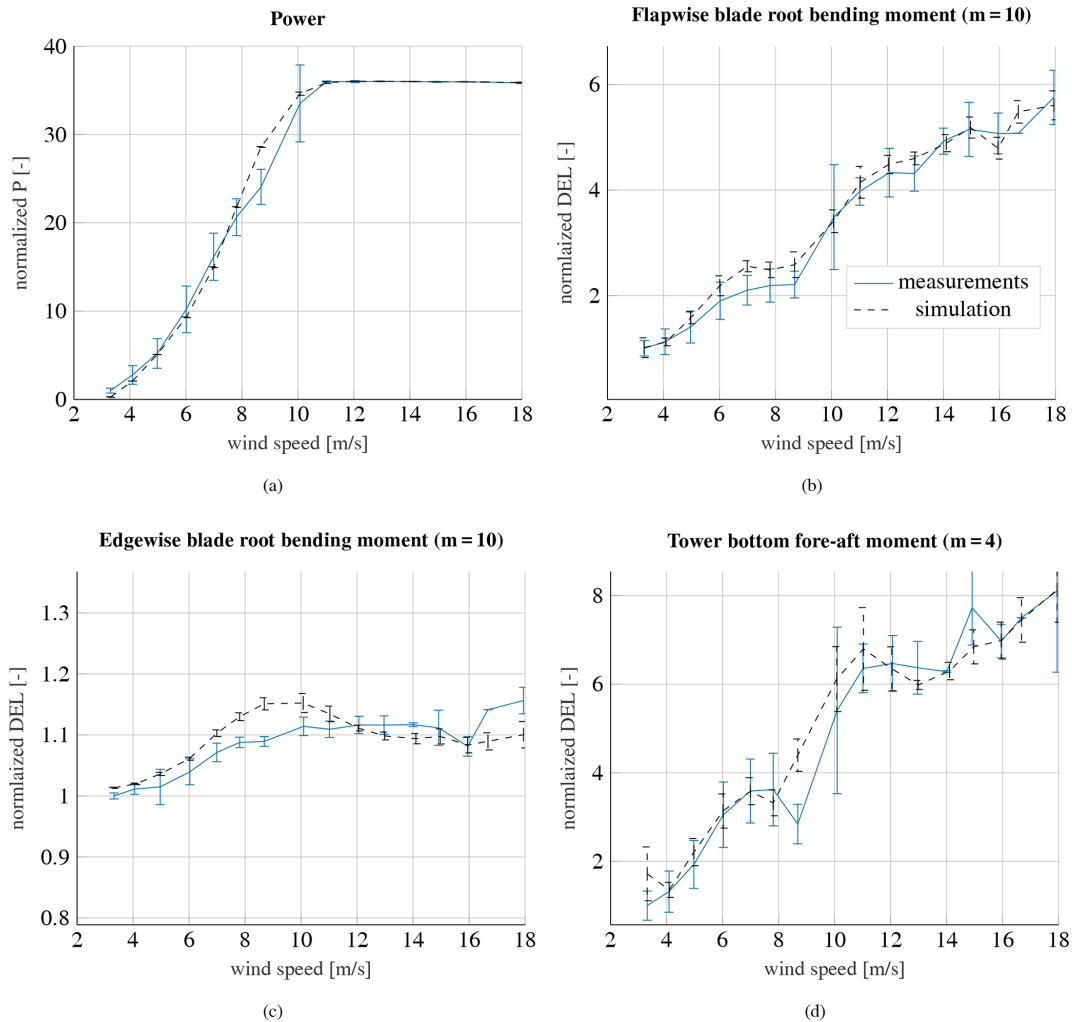 Power
normalized P [-]
40
30
20
10
0
2 4 6 8 10 12 14 16 18
wind speed [m/s]
(a)
Flapwise blade root bending moment (m = 10)
normlaized DEL [-]
6
4
2
measurements
simulation
2 4 6 8 10 12 14 16 18
wind speed [m/s]
(b)
Edgewise blade root bending moment (m = 10)
normlaized DEL [-]
1.3
1.2
1.1
1
0.9
0.8
2 4 6 8 10 12 14 16 18
wind speed [m/s]
(c)
Tower bottom fore-aft moment (m = 4)
normlaized DEL [-]
8
6
4
2
2 4 6 8 10 12 14 16 18
wind speed [m/s]
(d)